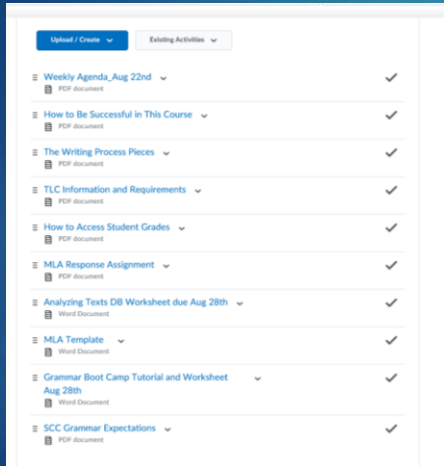 Upload / Create
Existing Activities
Weekly Agenda_Aug 22nd
PDF document
How to Be Successful in This Course
PDF document
The Writing Process Pieces
PDF document
TLC Information and Requirements
PDF document
How to Access Student Grades
PDF document
MLA Response Assignment
PDF document
Analyzing Texts DB Worksheet due Aug 28th
Word Document
MLA Template
Word Document
Grammar Boot Camp Tutorial and Worksheet
Aug 28th
Word Document
SCC Grammar Expectations
PDF document